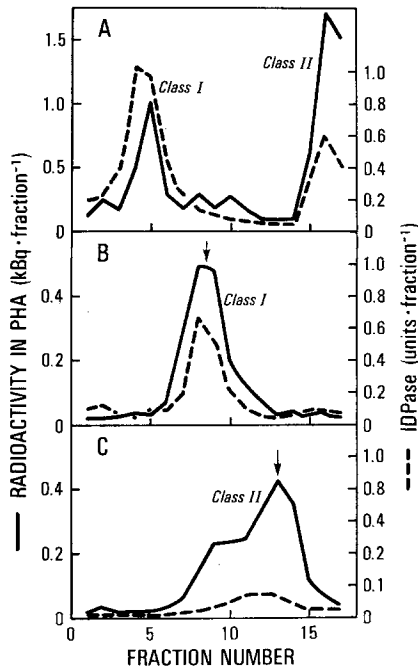 RADIOACTIVITY IN PHA (kBq·fraction⁻¹)
A
Class I
Class II
1.5
1.0
0.5
0
1.0
0.8
0.6
0.4
0.2
0
B
Class I
0.4
0.2
0
1.0
0.8
0.6
0.4
0.2
0
C
Class II
0.4
0.2
0
1.0
0.8
0.4
0.2
0.1
0
IDPase (units·fraction⁻¹)
0 5 10 15
FRACTION NUMBER